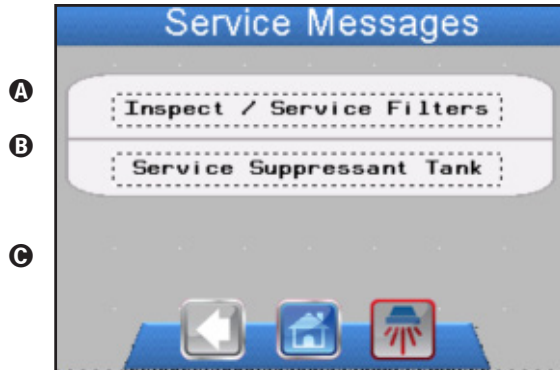 Service Messages
A
Inspect / Service Filters
B
Service Suppressant Tank
C